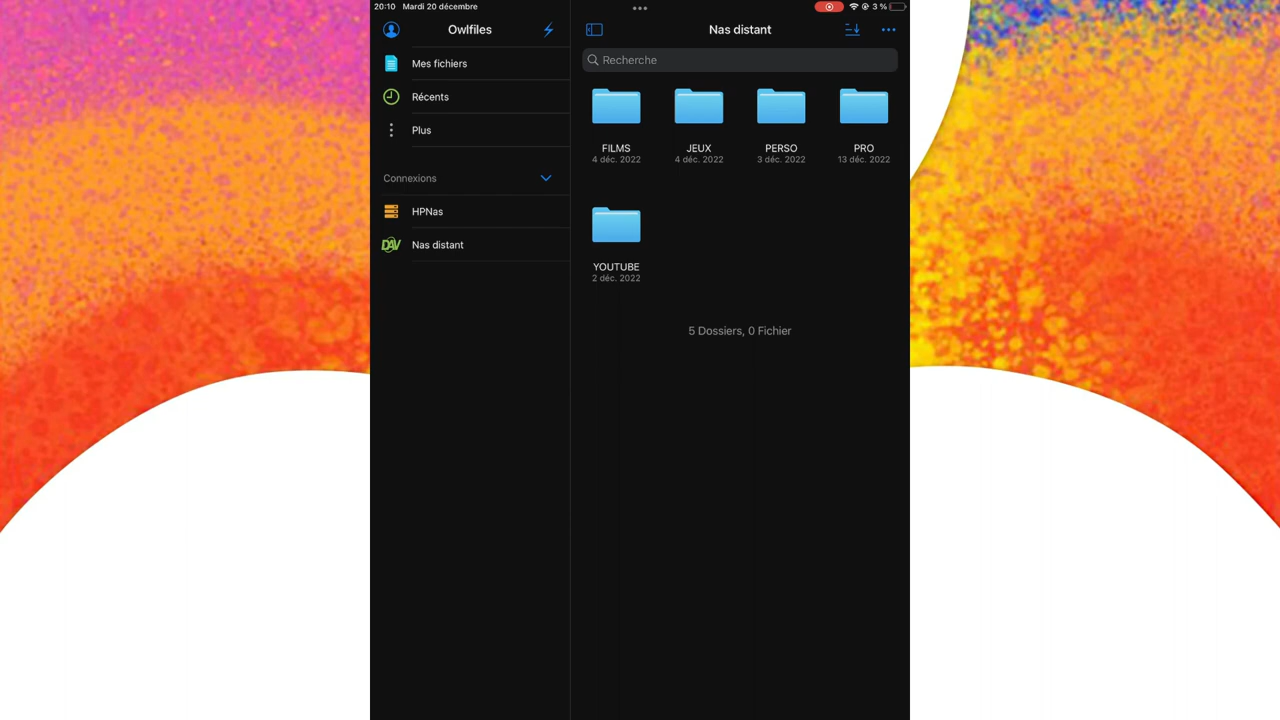 20:10 Mardi 20 décembre
3 %
Owlfiles
Mes fichiers
Récents
Plus
Connexions
HPNas
DAV
Nas distant
Nas distant
Recherche
FILMS
4 déc. 2022
JEUX
4 déc. 2022
PERSO
3 déc. 2022
PRO
13 déc. 2022
YOUTUBE
2 déc. 2022
5 Dossiers, 0 Fichier